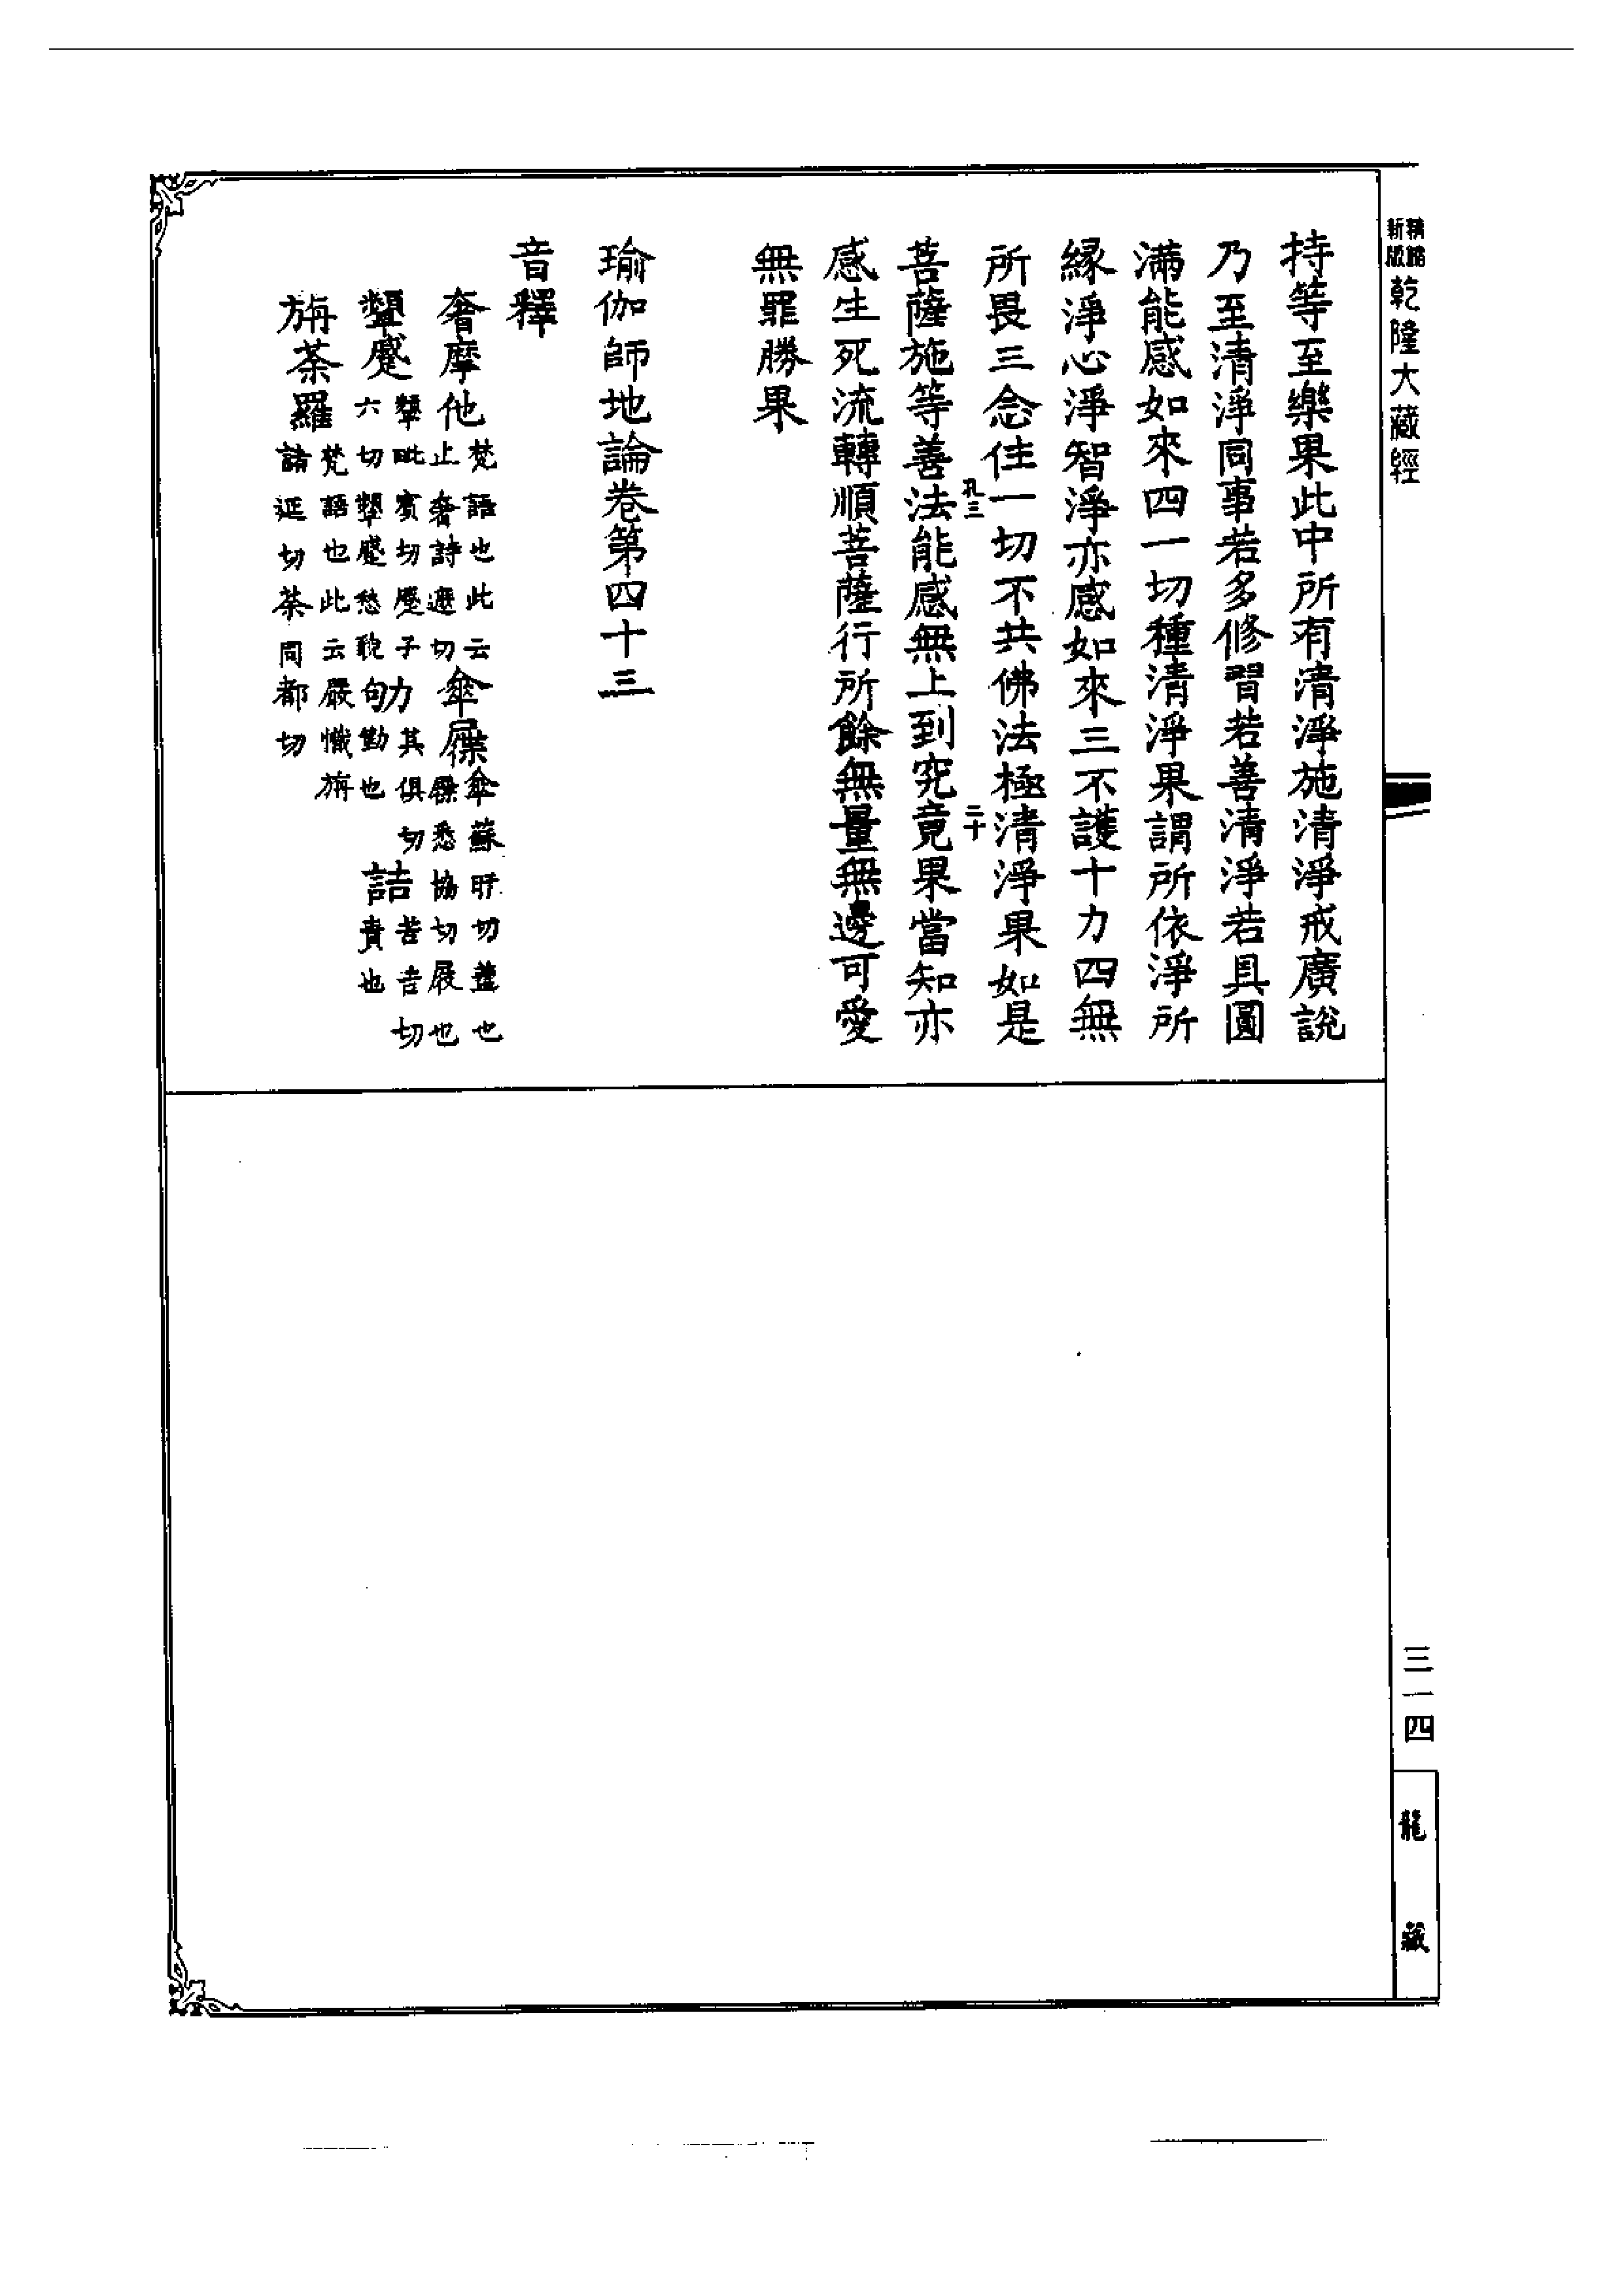 精縮新版乾隆大藏經
三一四
龍藏
持等至樂果此中所有清淨施清淨戒廣說
乃至清淨同事若多修習若善清淨若具圓
滿能感如來四一切種清淨果謂所依淨所
緣淨心淨智淨亦感如來三不護十力四無
所畏三念住一切不共佛法極清淨果如是
孔三 二十
菩薩施等善法能感無上到究竟果當知亦
感生死流轉順菩薩行所餘無量無邊可愛
無罪勝果
瑜伽師地論卷第四十三
音釋
奢摩他 梵語也此云止奢詩遮切 傘屧 傘蘇旰切蓋也屧悉協切屐也
顰蹙 顰毗賓切蹙子六切顰蹙愁貌 劬 其俱切勤也 詰 苦吉切責也
旃荼羅 梵語也此云嚴幟旃諸延切荼同都切